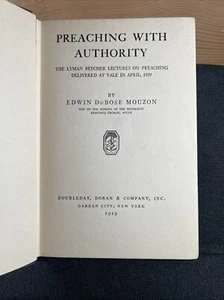 PREACHING WITH
AUTHORITY
THE LYMAN BEECHER LECTURES ON PREACHING
DELIVERED AT YALE IN APRIL, 1929
BY
EDWIN DuBOSE MOUZON
ONE OF THE BISHOPS OF THE METHODIST
EPISCOPAL CHURCH, SOUTH
DOUBLEDAY, DORAN & COMPANY, INC.
GARDEN CITY, NEW YORK
1929